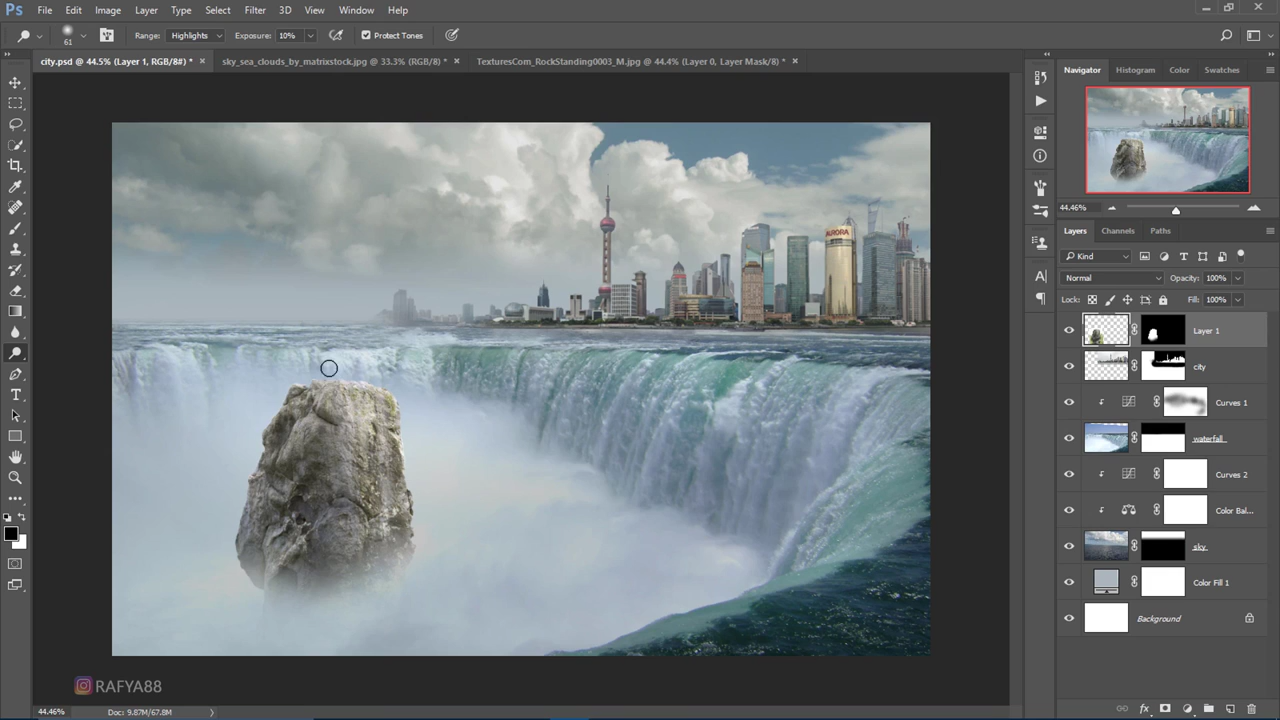 Ps File Edit Image Layer Type Select Filter 3D View Window Help
61 Range: Highlights Exposure: 10% Protect Tones
city.psd @ 44.5% (Layer 1, RGB/8#) * × sky_sea_clouds_by_matrixstock.jpg @ 33.3% (RGB/8) * × TexturesCom_RockStanding0003_M.jpg @ 44.4% (Layer 0, Layer Mask/8) * ×
Navigator Histogram Color Swatches
44.46%
Layers Channels Paths
Kind
Normal Opacity: 100%
Lock: Fill: 100%
Layer 1
city
Curves 1
waterfall
Curves 2
Color Bal...
sky
Color Fill 1
Background
AURORA
RAFYA88
44.46% Doc: 9.87M/67.8M